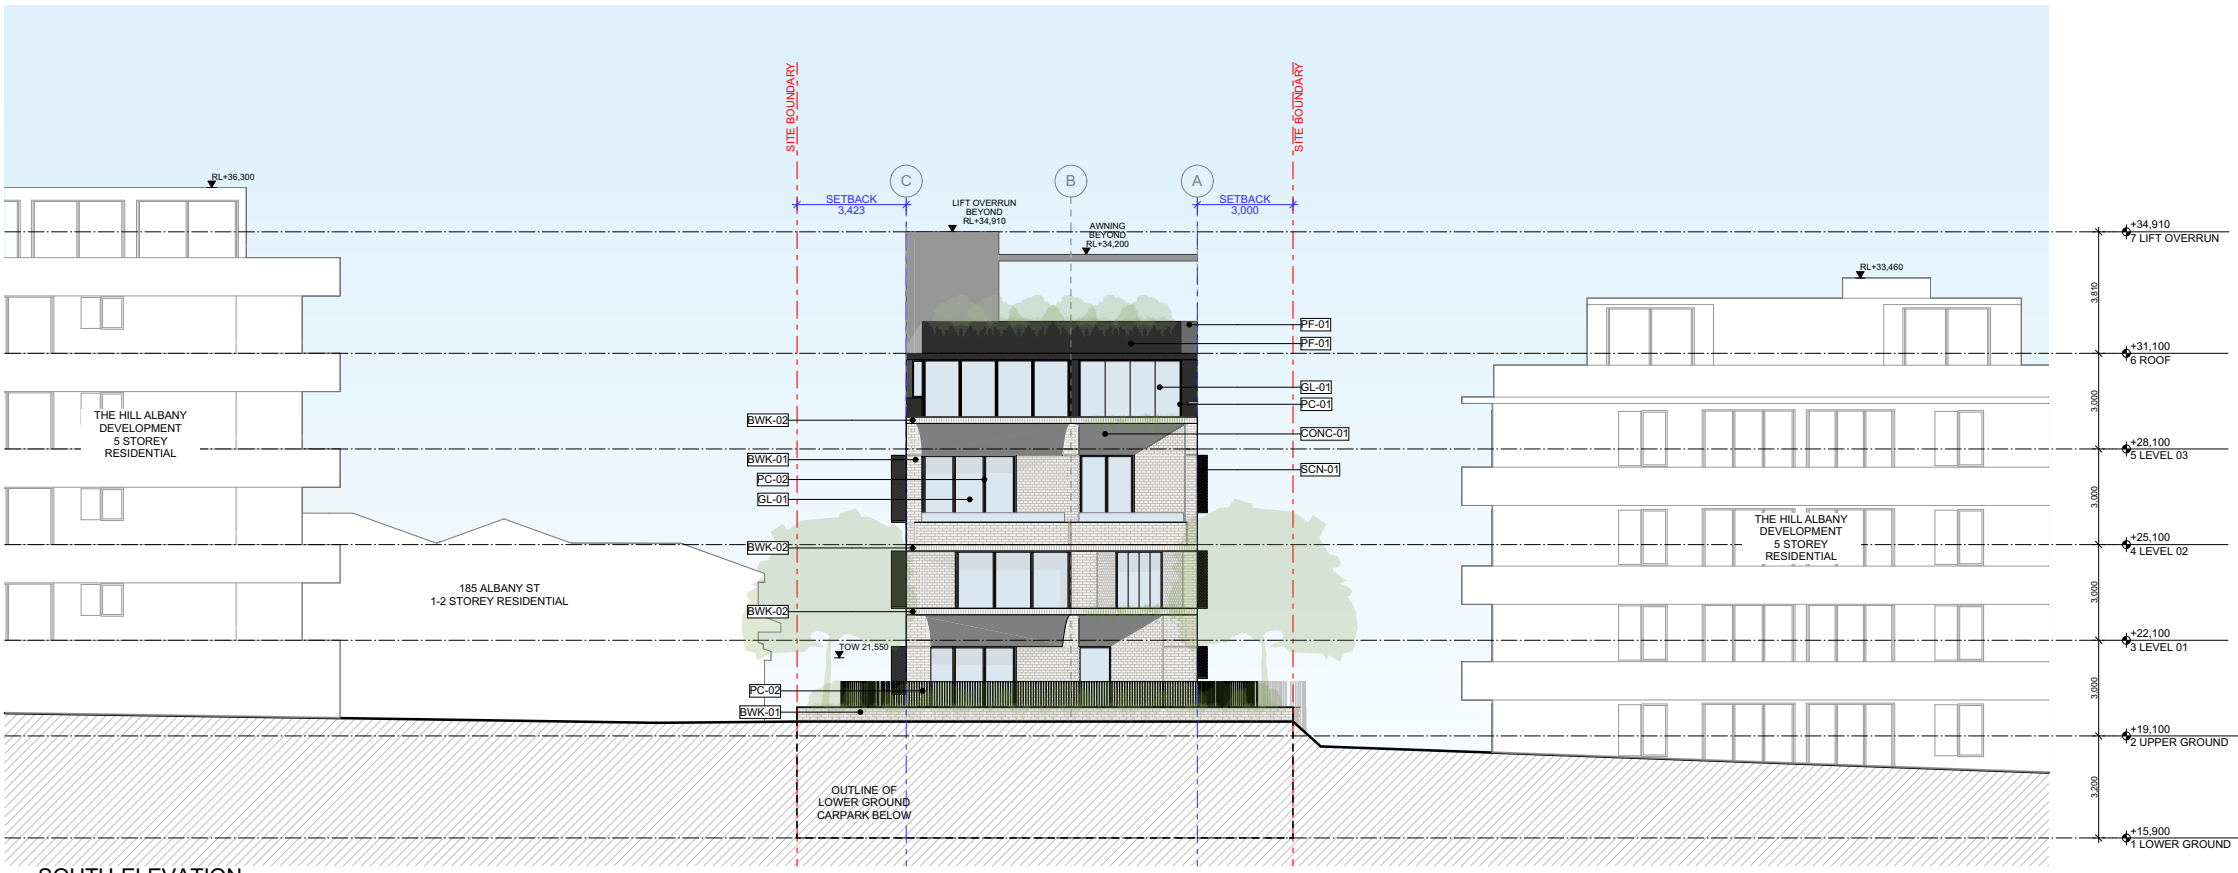 SITE BOUNDARY
SITE BOUNDARY
RL+36,300
C
B
A
SETBACK
3,423
SETBACK
3,000
LIFT OVERRUN
BEYOND
RL+34,910
AWNING
BEYOND
RL+34,200
+34,910
7 LIFT OVERRUN
RL+33,460
3,810
PF-01
PF-01
+31,100
6 ROOF
GL-01
PC-01
3,000
THE HILL ALBANY
DEVELOPMENT
5 STOREY
RESIDENTIAL
BWK-02
CONC-01
+28,100
5 LEVEL 03
BWK-01
SCN-01
PC-02
GL-01
3,000
THE HILL ALBANY
DEVELOPMENT
5 STOREY
RESIDENTIAL
BWK-02
+25,100
4 LEVEL 02
185 ALBANY ST
1-2 STOREY RESIDENTIAL
BWK-02
3,000
TOW 21,550
+22,100
3 LEVEL 01
PC-02
BWK-01
3,000
+19,100
2 UPPER GROUND
OUTLINE OF
LOWER GROUND
CARPARK BELOW
3,200
+15,900
1 LOWER GROUND
SOUTH ELEVATION